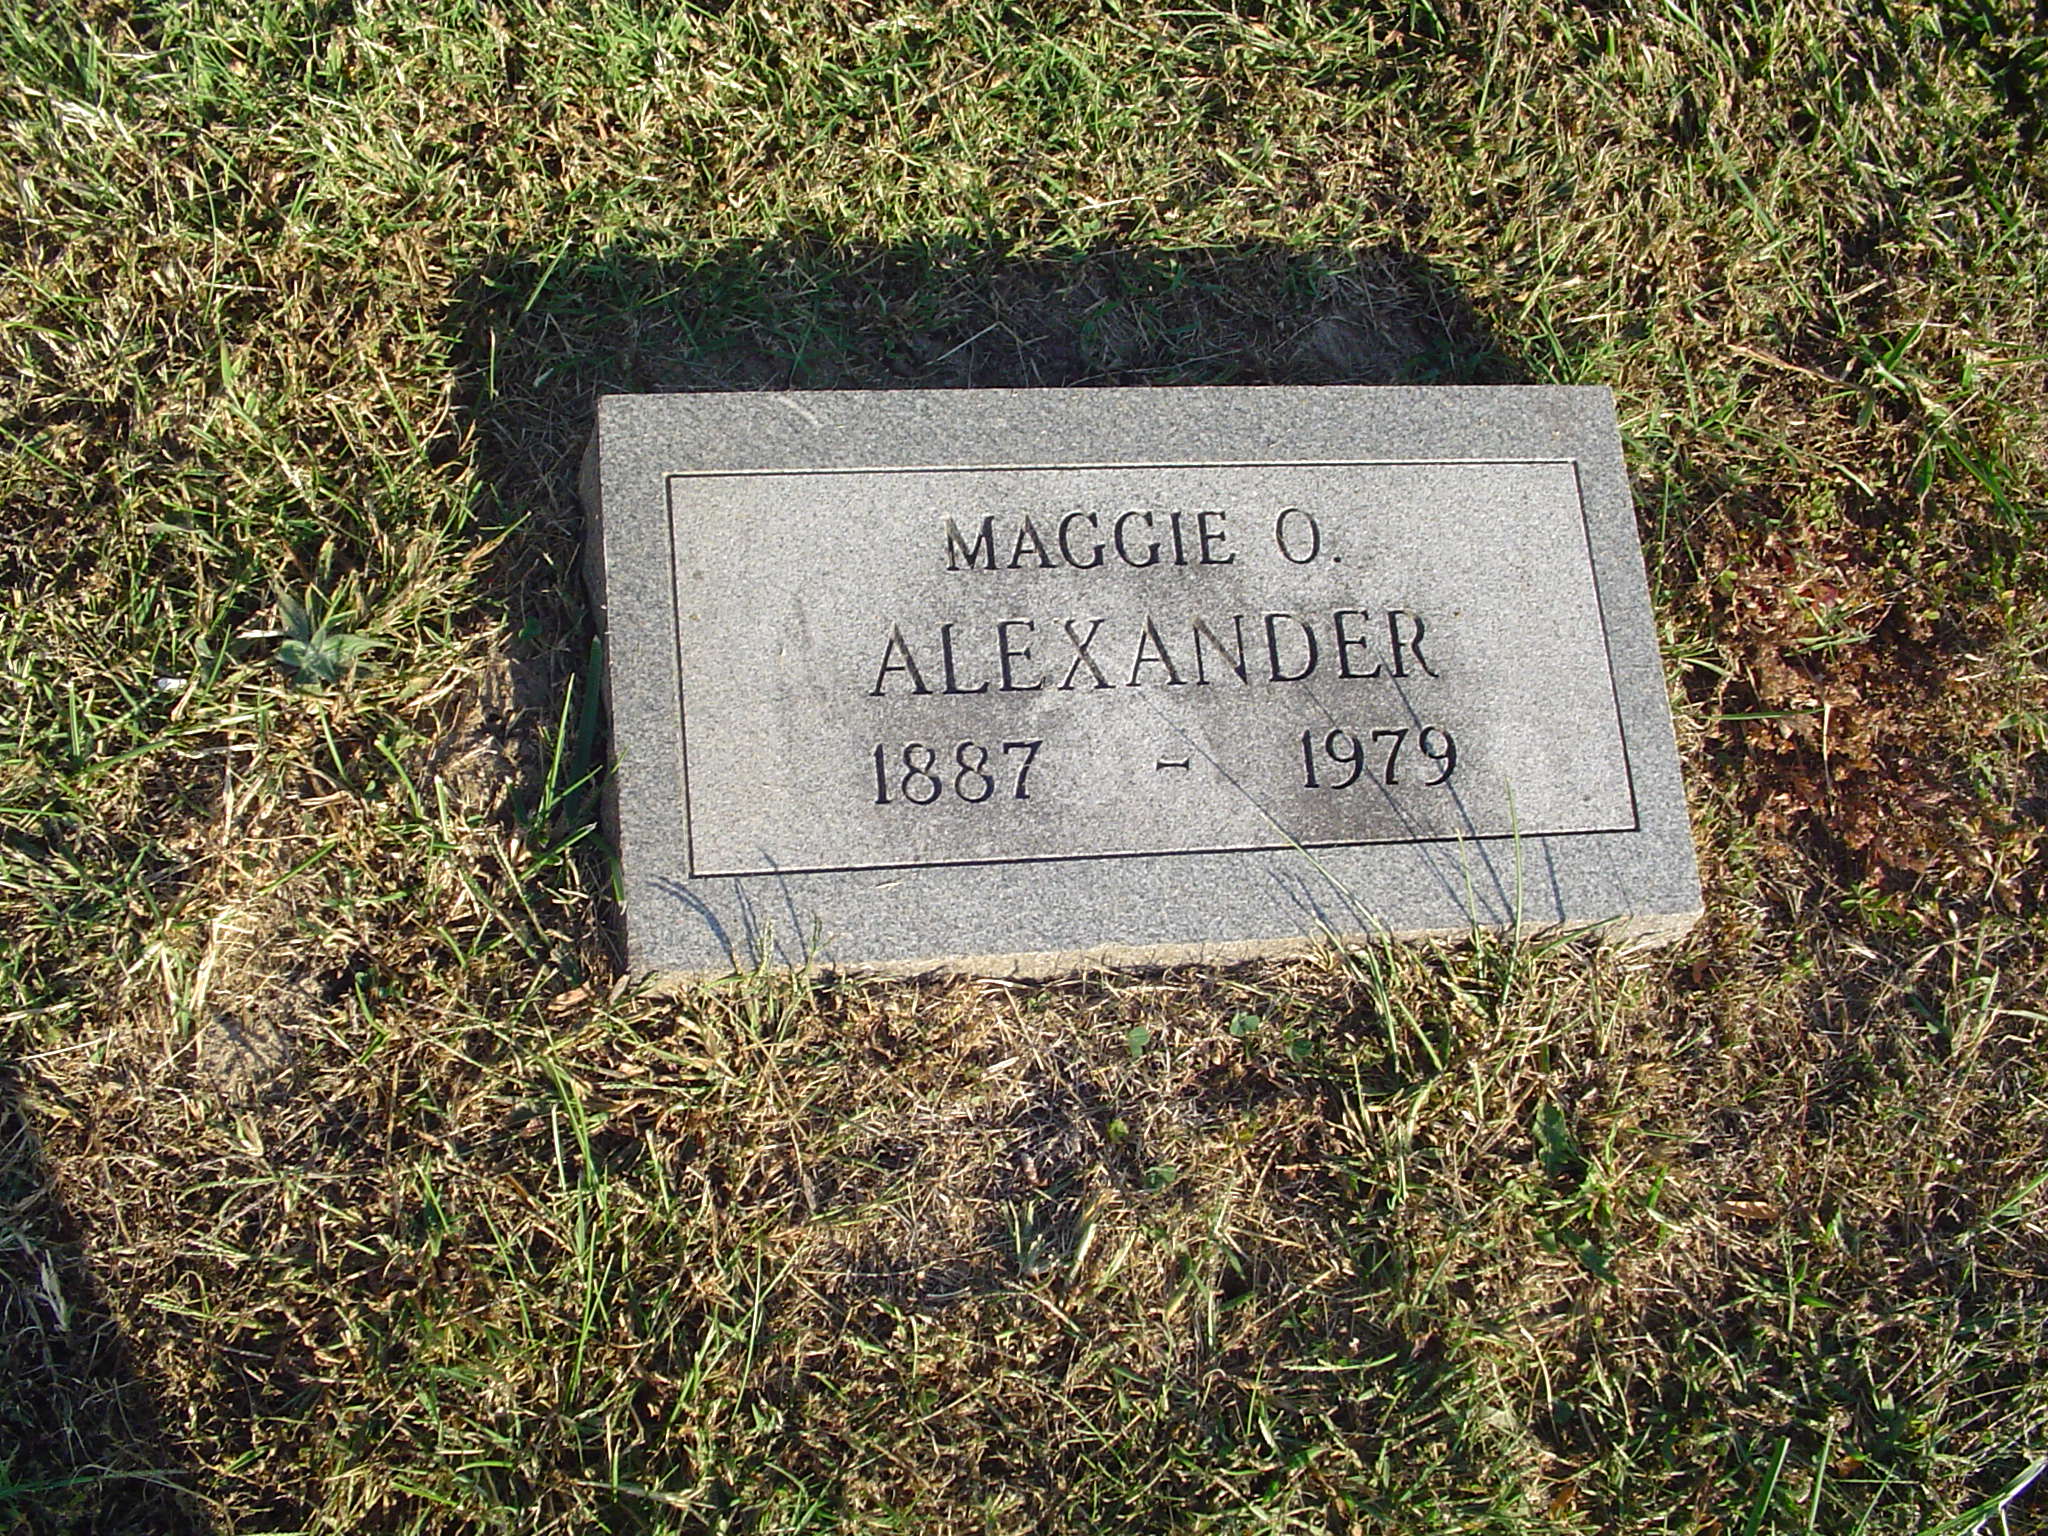 MAGGIE O.
ALEXANDER
1887 - 1979